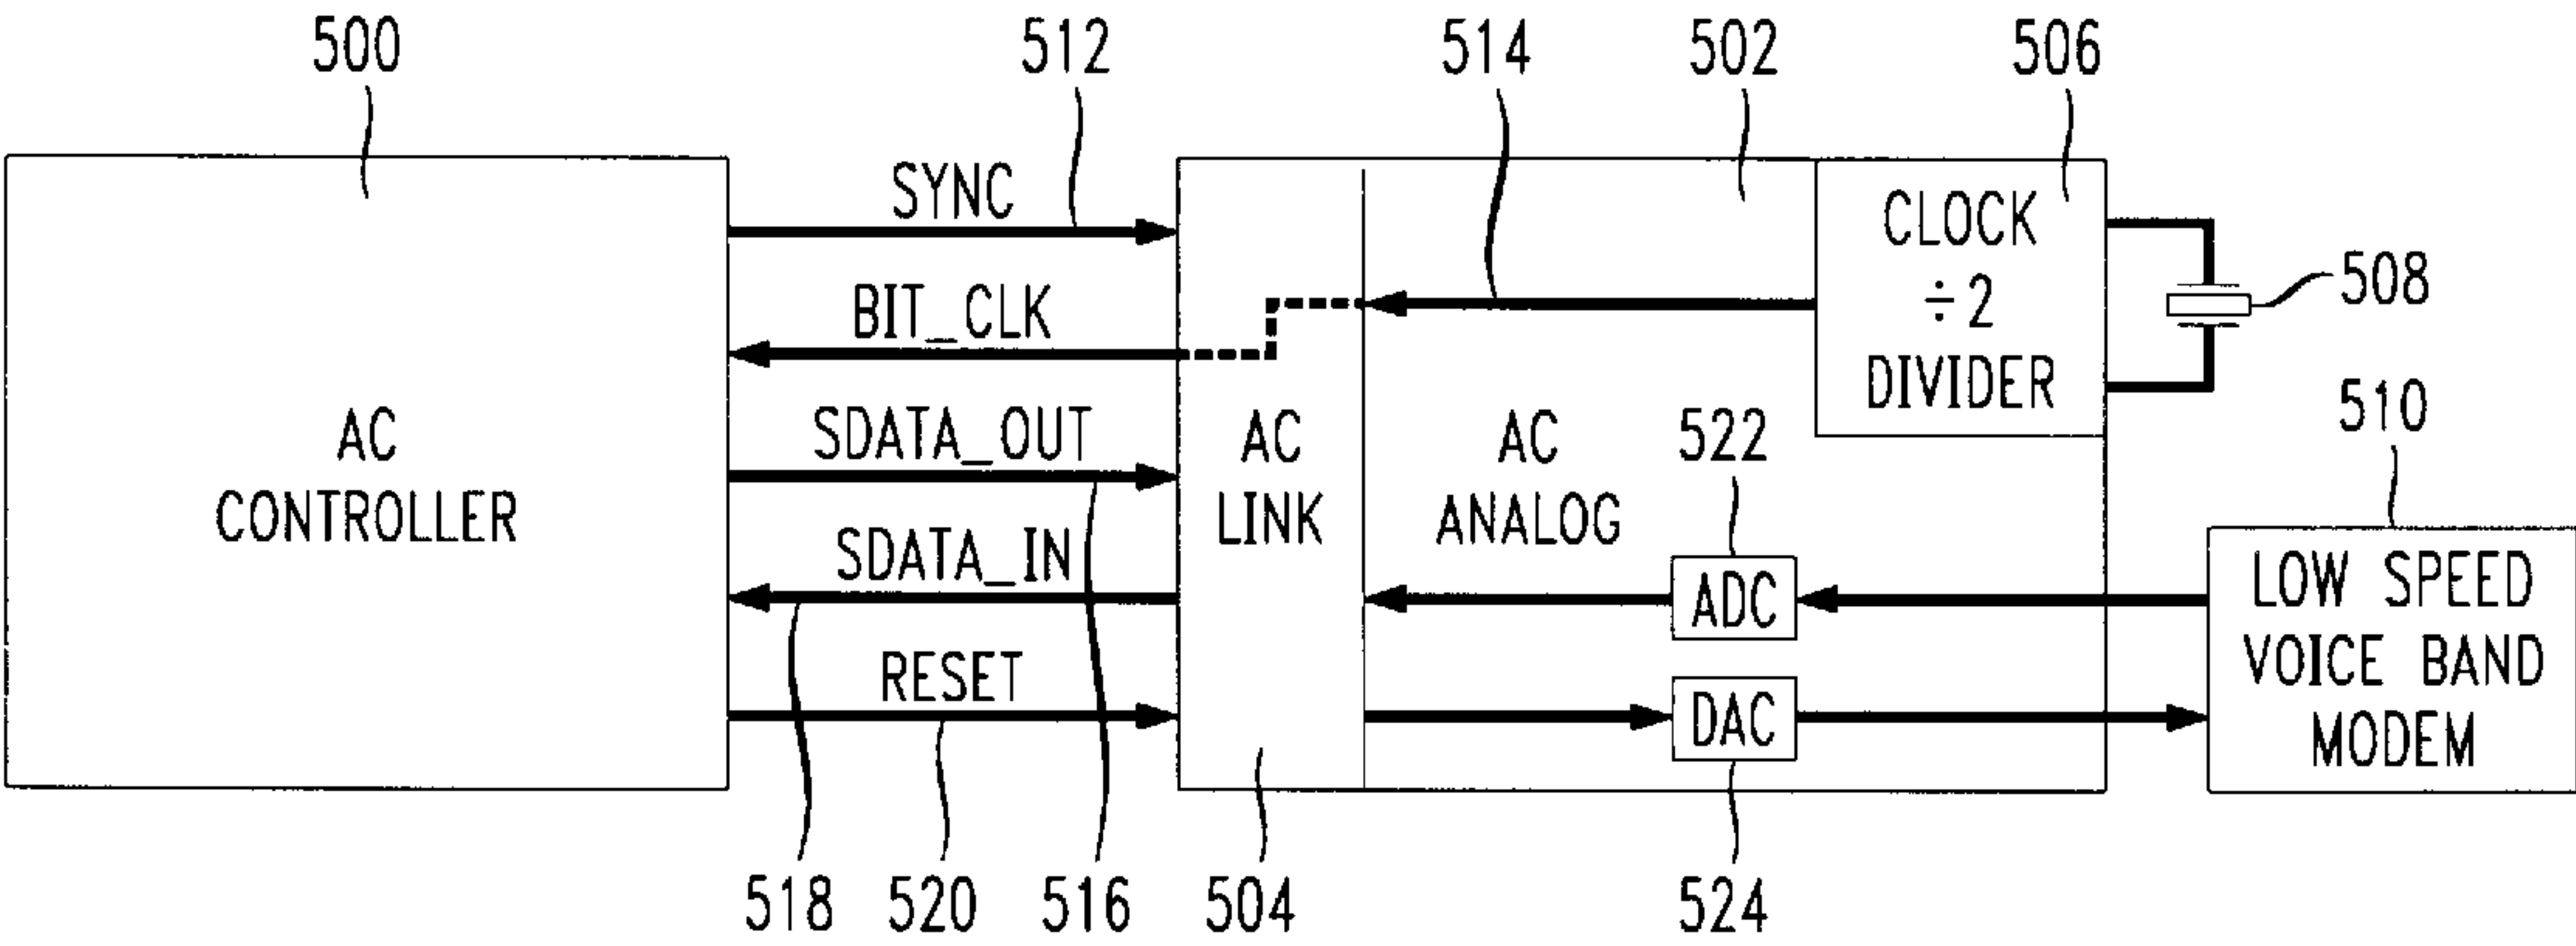 500
512
514
502
506
SYNC
BIT_CLK
SDATA_OUT
SDATA_IN
RESET
AC
CONTROLLER
AC
LINK
AC
ANALOG
CLOCK
÷2
DIVIDER
508
510
522
ADC
DAC
LOW SPEED
VOICE BAND
MODEM
518
520
516
504
524